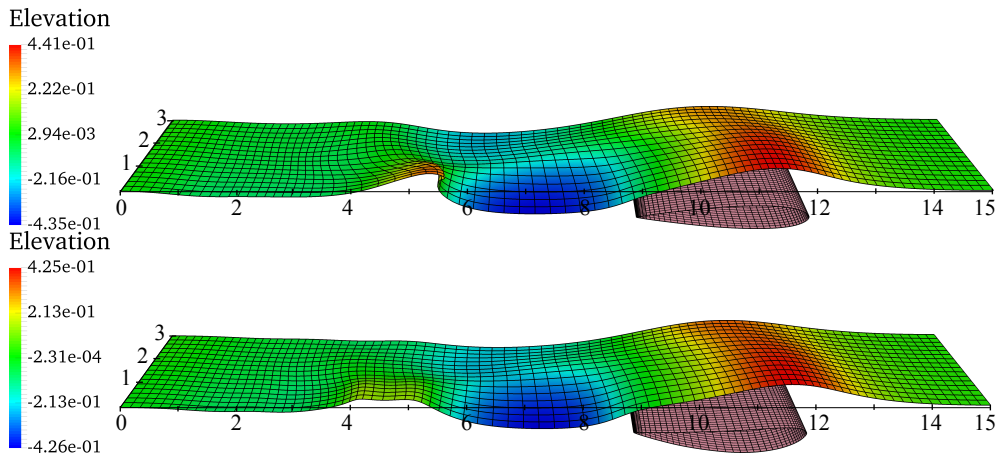 Elevation
4.41e-01
2.22e-01
2.94e-03
-2.16e-01
-4.35e-01
3
2
1
0 2 4 6 8 10 12 14 15
Elevation
4.25e-01
2.13e-01
-2.31e-04
-2.13e-01
-4.26e-01
3
2
1
0 2 4 6 8 10 12 14 15